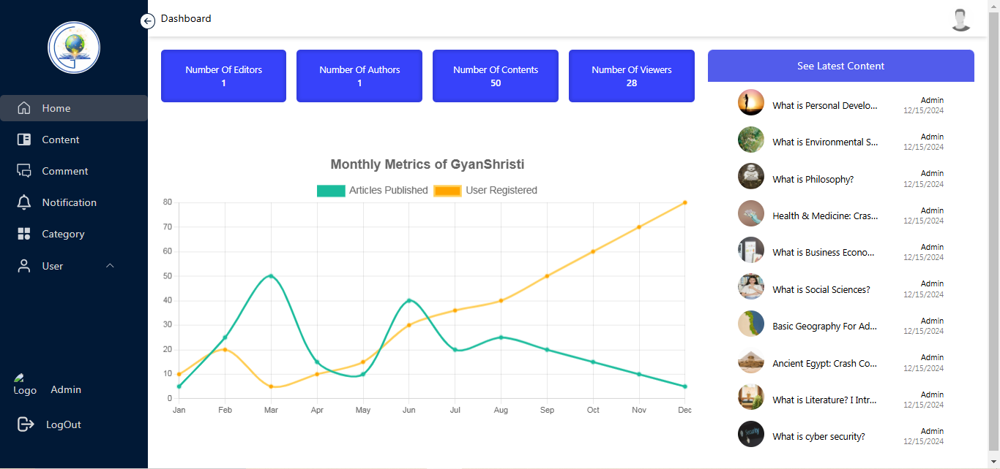 Dashboard
Home
Content
Comment
Notification
Category
User
Logo
Admin
LogOut
Number Of Editors
1
Number Of Authors
1
Number Of Contents
50
Number Of Viewers
28
Monthly Metrics of GyanShristi
Articles Published
User Registered
80
70
60
50
40
30
20
10
0
Jan
Feb
Mar
Apr
May
Jun
Jul
Aug
Sep
Oct
Nov
Dec
See Latest Content
What is Personal Develo...
Admin
12/15/2024
What is Environmental S...
Admin
12/15/2024
What is Philosophy?
Admin
12/15/2024
Health & Medicine: Cras...
Admin
12/15/2024
What is Business Econo...
Admin
12/15/2024
What is Social Sciences?
Admin
12/15/2024
Basic Geography For Ad...
Admin
12/15/2024
Ancient Egypt: Crash Co...
Admin
12/15/2024
What is Literature? I Intr...
Admin
12/15/2024
What is cyber security?
Admin
12/15/2024